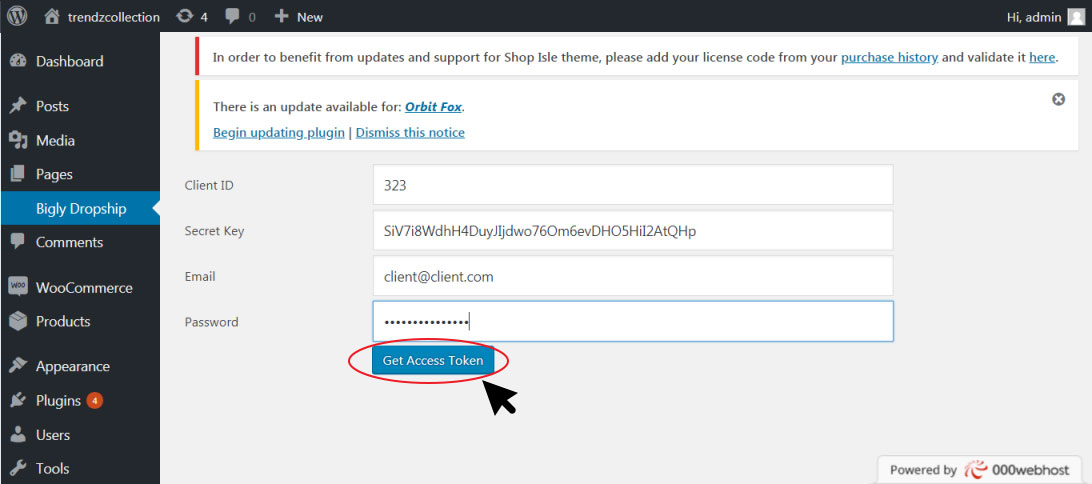 trendzcollection 4 0 New Hi, admin
Dashboard
Posts
Media
Pages
Bigly Dropship
Comments
WooCommerce
Products
Appearance
Plugins 4
Users
Tools
In order to benefit from updates and support for Shop Isle theme, please add your license code from your purchase history and validate it here.
There is an update available for: Orbit Fox.
Begin updating plugin | Dismiss this notice
Client ID 323
Secret Key SiV7i8WdhH4DuyJIjdwo76Om6evDHO5HiI2AtQHp
Email client@client.com
Password •••••••••••••••
Get Access Token
Powered by 000webhost